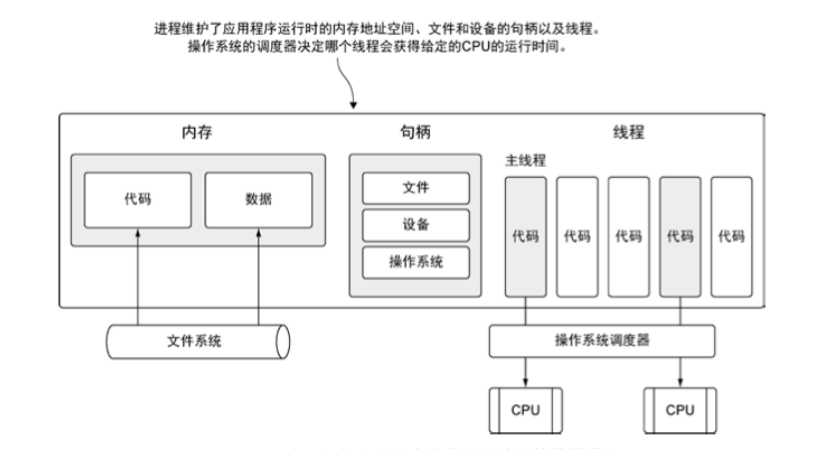 进程维护了应用程序运行时的内存地址空间、文件和设备的句柄以及线程。
操作系统的调度器决定哪个线程会获得给定的CPU的运行时间。
内存
句柄
线程
主线程
代码
数据
文件
设备
操作系统
代码
代码
代码
代码
代码
文件系统
操作系统调度器
CPU
CPU